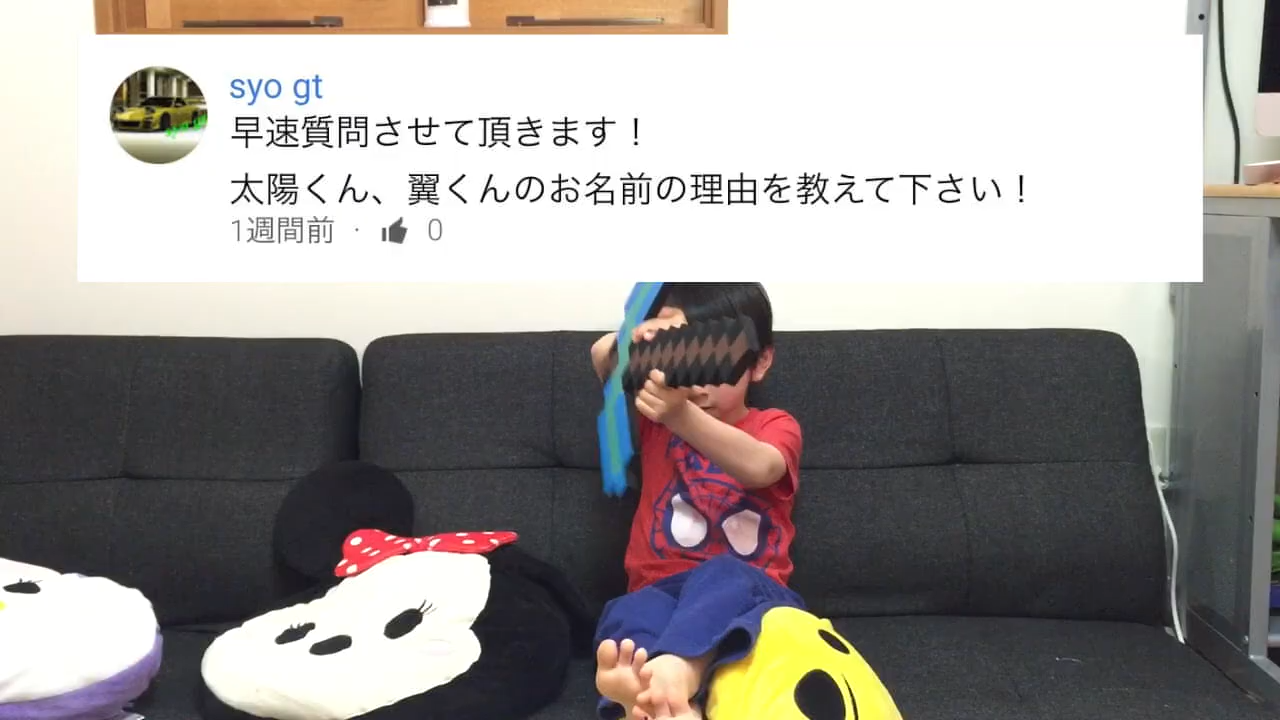 syo gt
早速質問させて頂きます！
太陽くん、翼くんのお名前の理由を教えて下さい！
1週間前 · 0